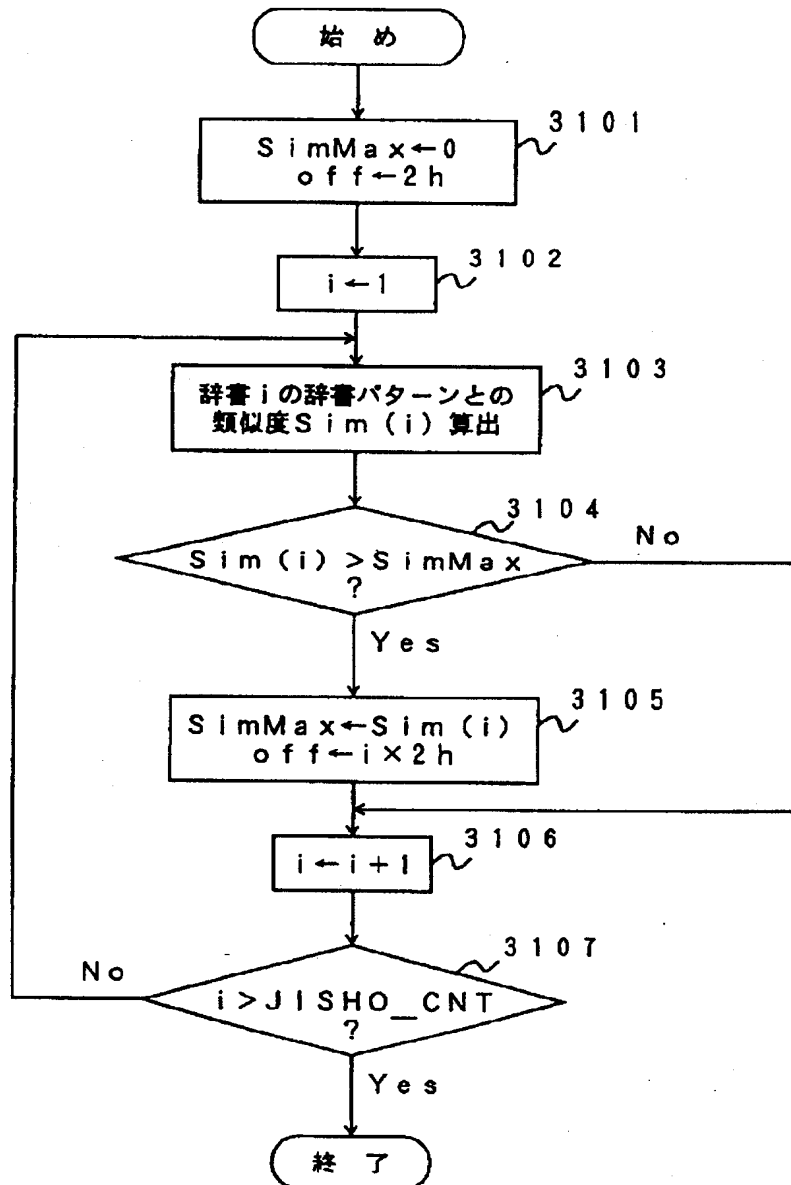 始め
3101
SimMax←0
off←2h
3102
i←1
3103
辞書iの辞書パターンとの
類似度Sim(i)算出
3104
No
Sim(i)>SimMax
?
Yes
3105
SimMax←Sim(i)
off←i×2h
3106
i←i+1
3107
No
i>JISHO_CNT
?
Yes
終了